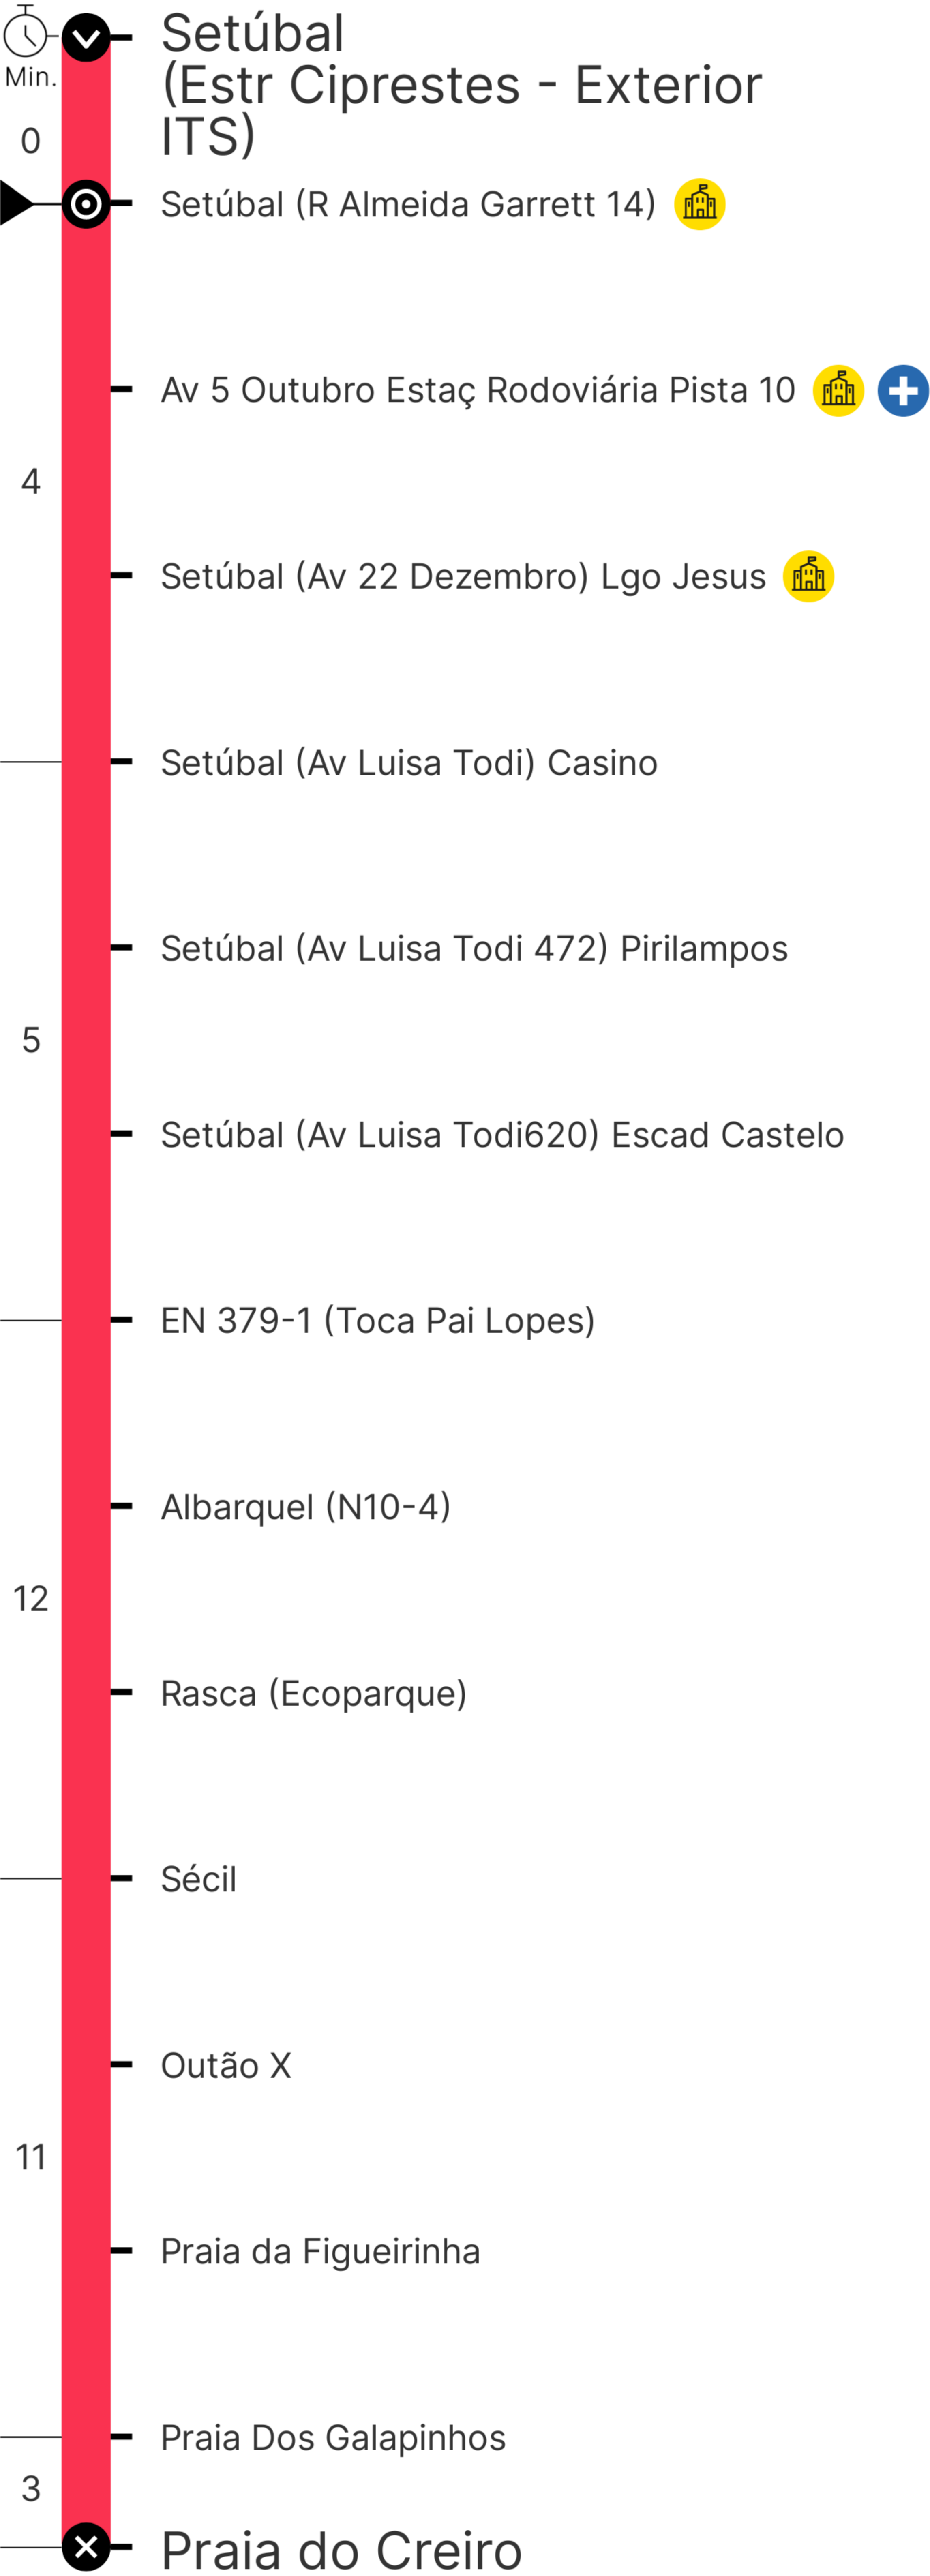 Setúbal
Min.
(Estr Ciprestes - Exterior
ITS)
0
Setúbal (R Almeida Garrett 14)
Av 5 Outubro Estaç Rodoviária Pista 10
4
Setúbal (Av 22 Dezembro) Lgo Jesus
Setúbal (Av Luisa Todi) Casino
Setúbal (Av Luisa Todi 472) Pirilampos
5
Setúbal (Av Luisa Todi620) Escad Castelo
EN 379-1 (Toca Pai Lopes)
Albarquel (N10-4)
12
Rasca (Ecoparque)
Sécil
Outão X
11
Praia da Figueirinha
Praia Dos Galapinhos
3
Praia do Creiro